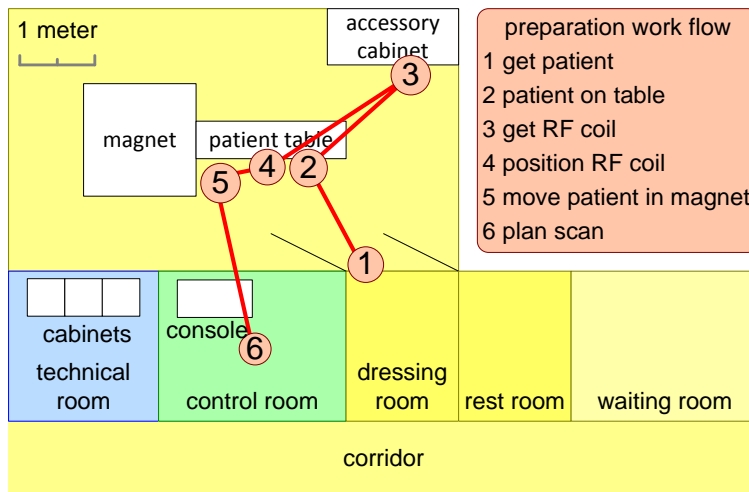 1 meter
accessory
cabinet
preparation work flow
1 get patient
2 patient on table
3 get RF coil
4 position RF coil
5 move patient in magnet
6 plan scan
3
magnet
patient table
5
4
2
1
cabinets
console
6
technical
room
control room
dressing
room
rest room
waiting room
corridor